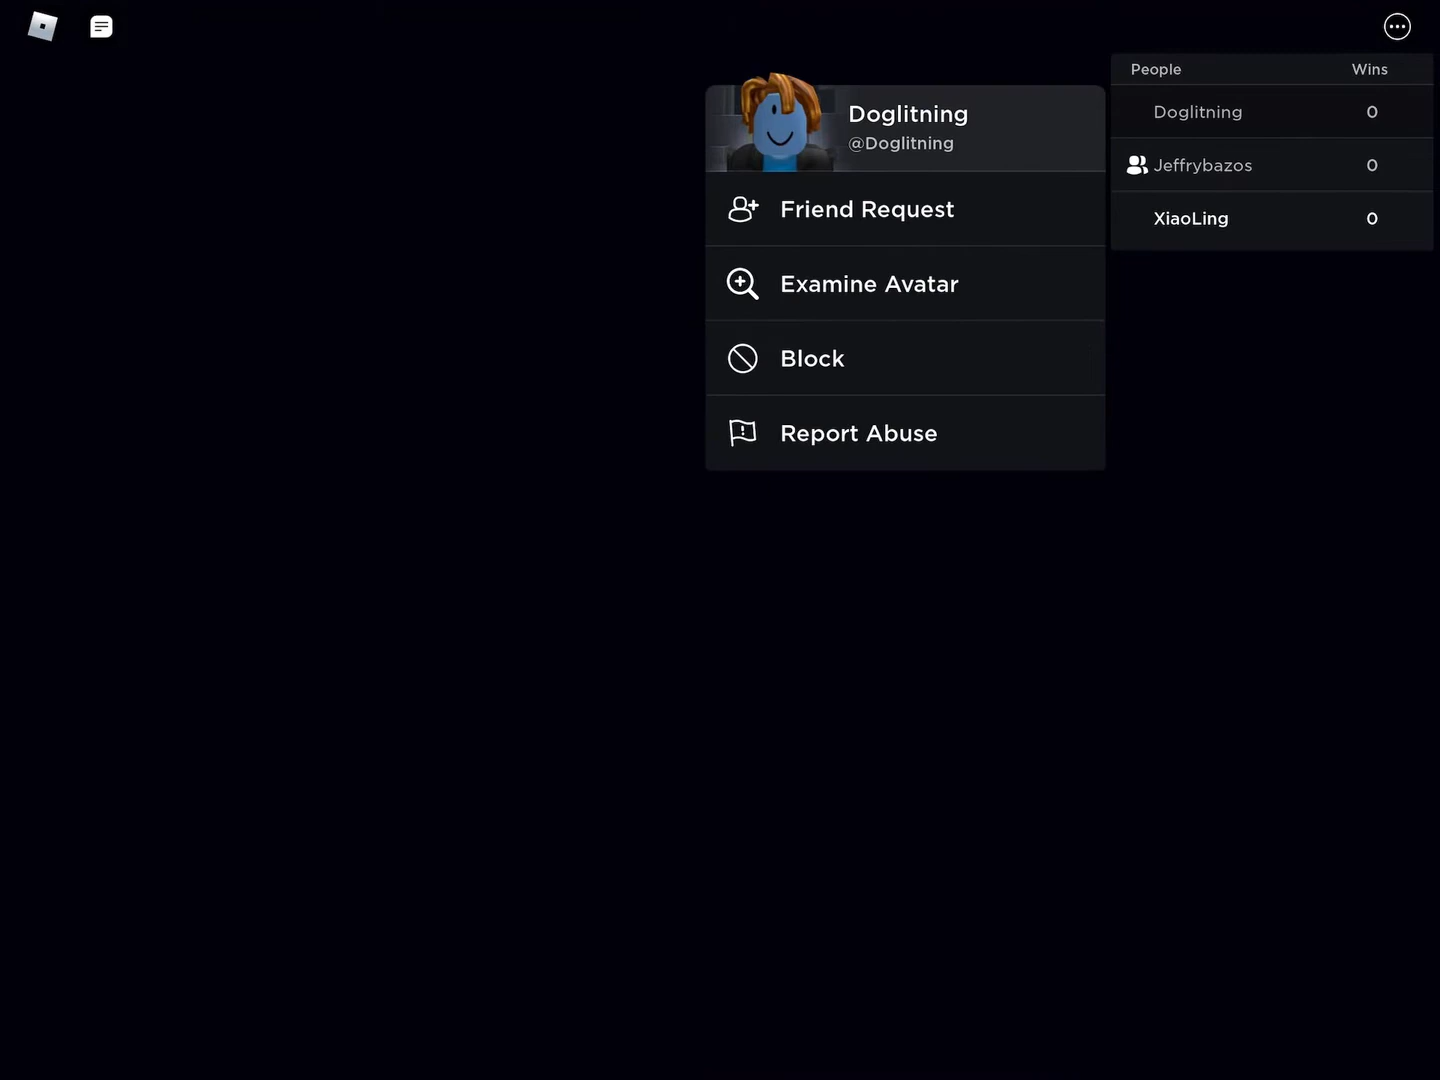 People Wins
Doglitning 0
Jeffrybazos 0
XiaoLing 0
Doglitning
@Doglitning
Friend Request
Examine Avatar
Block
Report Abuse